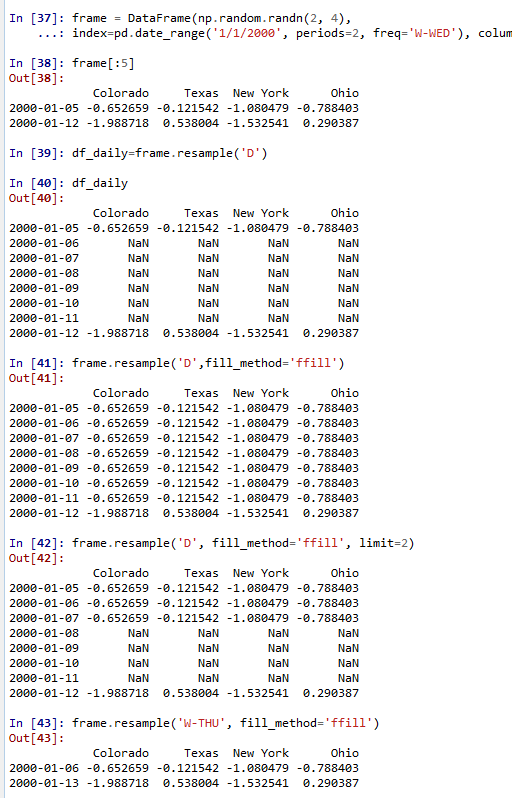 In [37]: frame = DataFrame(np.random.randn(2, 4),
    ...: index=pd.date_range('1/1/2000', periods=2, freq='W-WED'), colum
In [38]: frame[:5]
Out[38]:
            Colorado     Texas  New York      Ohio
2000-01-05 -0.652659 -0.121542 -1.080479 -0.788403
2000-01-12 -1.988718  0.538004 -1.532541  0.290387
In [39]: df_daily=frame.resample('D')
In [40]: df_daily
Out[40]:
            Colorado     Texas  New York      Ohio
2000-01-05 -0.652659 -0.121542 -1.080479 -0.788403
2000-01-06       NaN       NaN       NaN       NaN
2000-01-07       NaN       NaN       NaN       NaN
2000-01-08       NaN       NaN       NaN       NaN
2000-01-09       NaN       NaN       NaN       NaN
2000-01-10       NaN       NaN       NaN       NaN
2000-01-11       NaN       NaN       NaN       NaN
2000-01-12 -1.988718  0.538004 -1.532541  0.290387
In [41]: frame.resample('D',fill_method='ffill')
Out[41]:
            Colorado     Texas  New York      Ohio
2000-01-05 -0.652659 -0.121542 -1.080479 -0.788403
2000-01-06 -0.652659 -0.121542 -1.080479 -0.788403
2000-01-07 -0.652659 -0.121542 -1.080479 -0.788403
2000-01-08 -0.652659 -0.121542 -1.080479 -0.788403
2000-01-09 -0.652659 -0.121542 -1.080479 -0.788403
2000-01-10 -0.652659 -0.121542 -1.080479 -0.788403
2000-01-11 -0.652659 -0.121542 -1.080479 -0.788403
2000-01-12 -1.988718  0.538004 -1.532541  0.290387
In [42]: frame.resample('D', fill_method='ffill', limit=2)
Out[42]:
            Colorado     Texas  New York      Ohio
2000-01-05 -0.652659 -0.121542 -1.080479 -0.788403
2000-01-06 -0.652659 -0.121542 -1.080479 -0.788403
2000-01-07 -0.652659 -0.121542 -1.080479 -0.788403
2000-01-08       NaN       NaN       NaN       NaN
2000-01-09       NaN       NaN       NaN       NaN
2000-01-10       NaN       NaN       NaN       NaN
2000-01-11       NaN       NaN       NaN       NaN
2000-01-12 -1.988718  0.538004 -1.532541  0.290387
In [43]: frame.resample('W-THU', fill_method='ffill')
Out[43]:
            Colorado     Texas  New York      Ohio
2000-01-06 -0.652659 -0.121542 -1.080479 -0.788403
2000-01-13 -1.988718  0.538004 -1.532541  0.290387